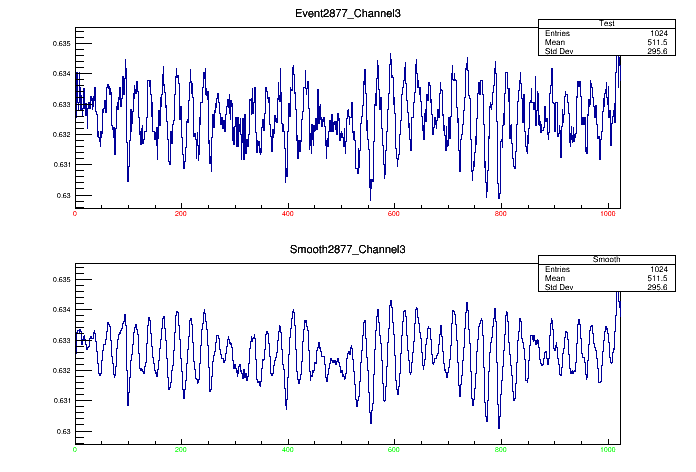 Event2877_Channel3
Test
Entries 1024
Mean 511.5
Std Dev 295.6
0.635
0.634
0.633
0.632
0.631
0.63
0 200 400 600 800 1000
Smooth2877_Channel3
Smooth
Entries 1024
Mean 511.5
Std Dev 295.6
0.635
0.634
0.633
0.632
0.631
0.63
0 200 400 600 800 1000